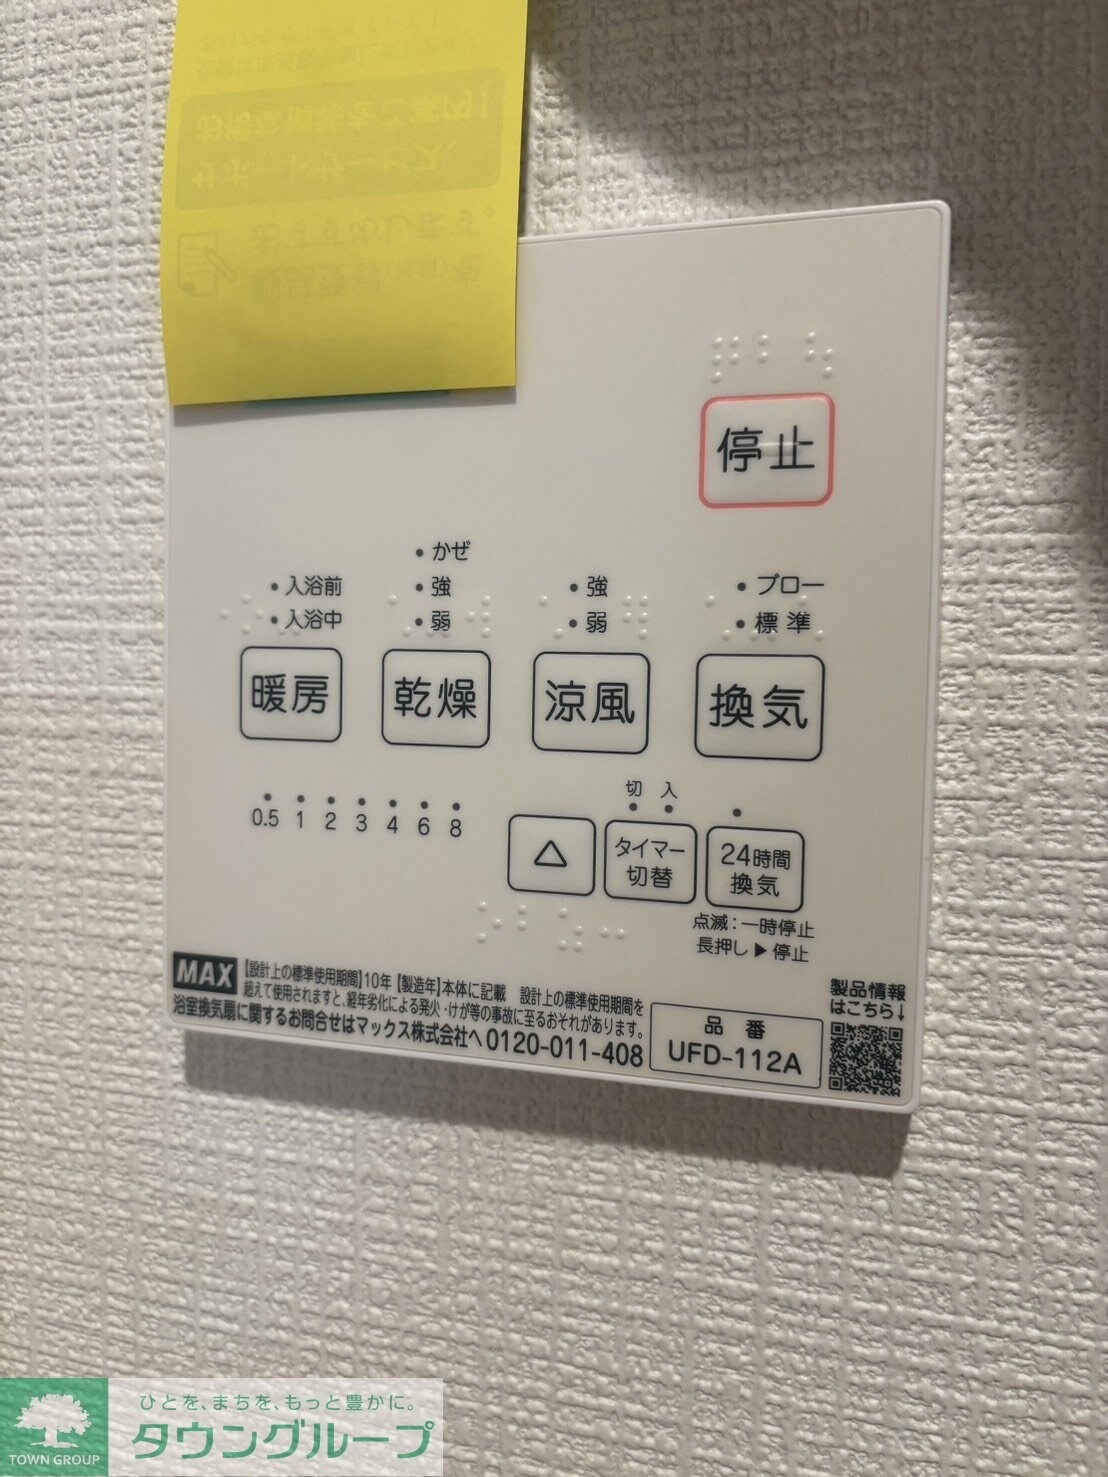 停止
かぜ
入浴前 強 強 ブロー
入浴中 弱 弱 標準
暖房 乾燥 涼風 換気
切 入
0.5 1 2 3 4 6 8
△ タイマー切替 24時間換気
点滅:一時停止
長押し▶停止
MAX
【設計上の標準使用期間】10年【製造年】本体に記載 設計上の標準使用期間を
超えて使用されますと、経年劣化による発火・けが等の事故に至るおそれがあります。
浴室換気扇に関するお問合せはマックス株式会社へ 0120-011-408
品番
UFD-112A
製品情報
はこちら↓
ひとを、まちを、もっと豊かに。
タウングループ
TOWN GROUP